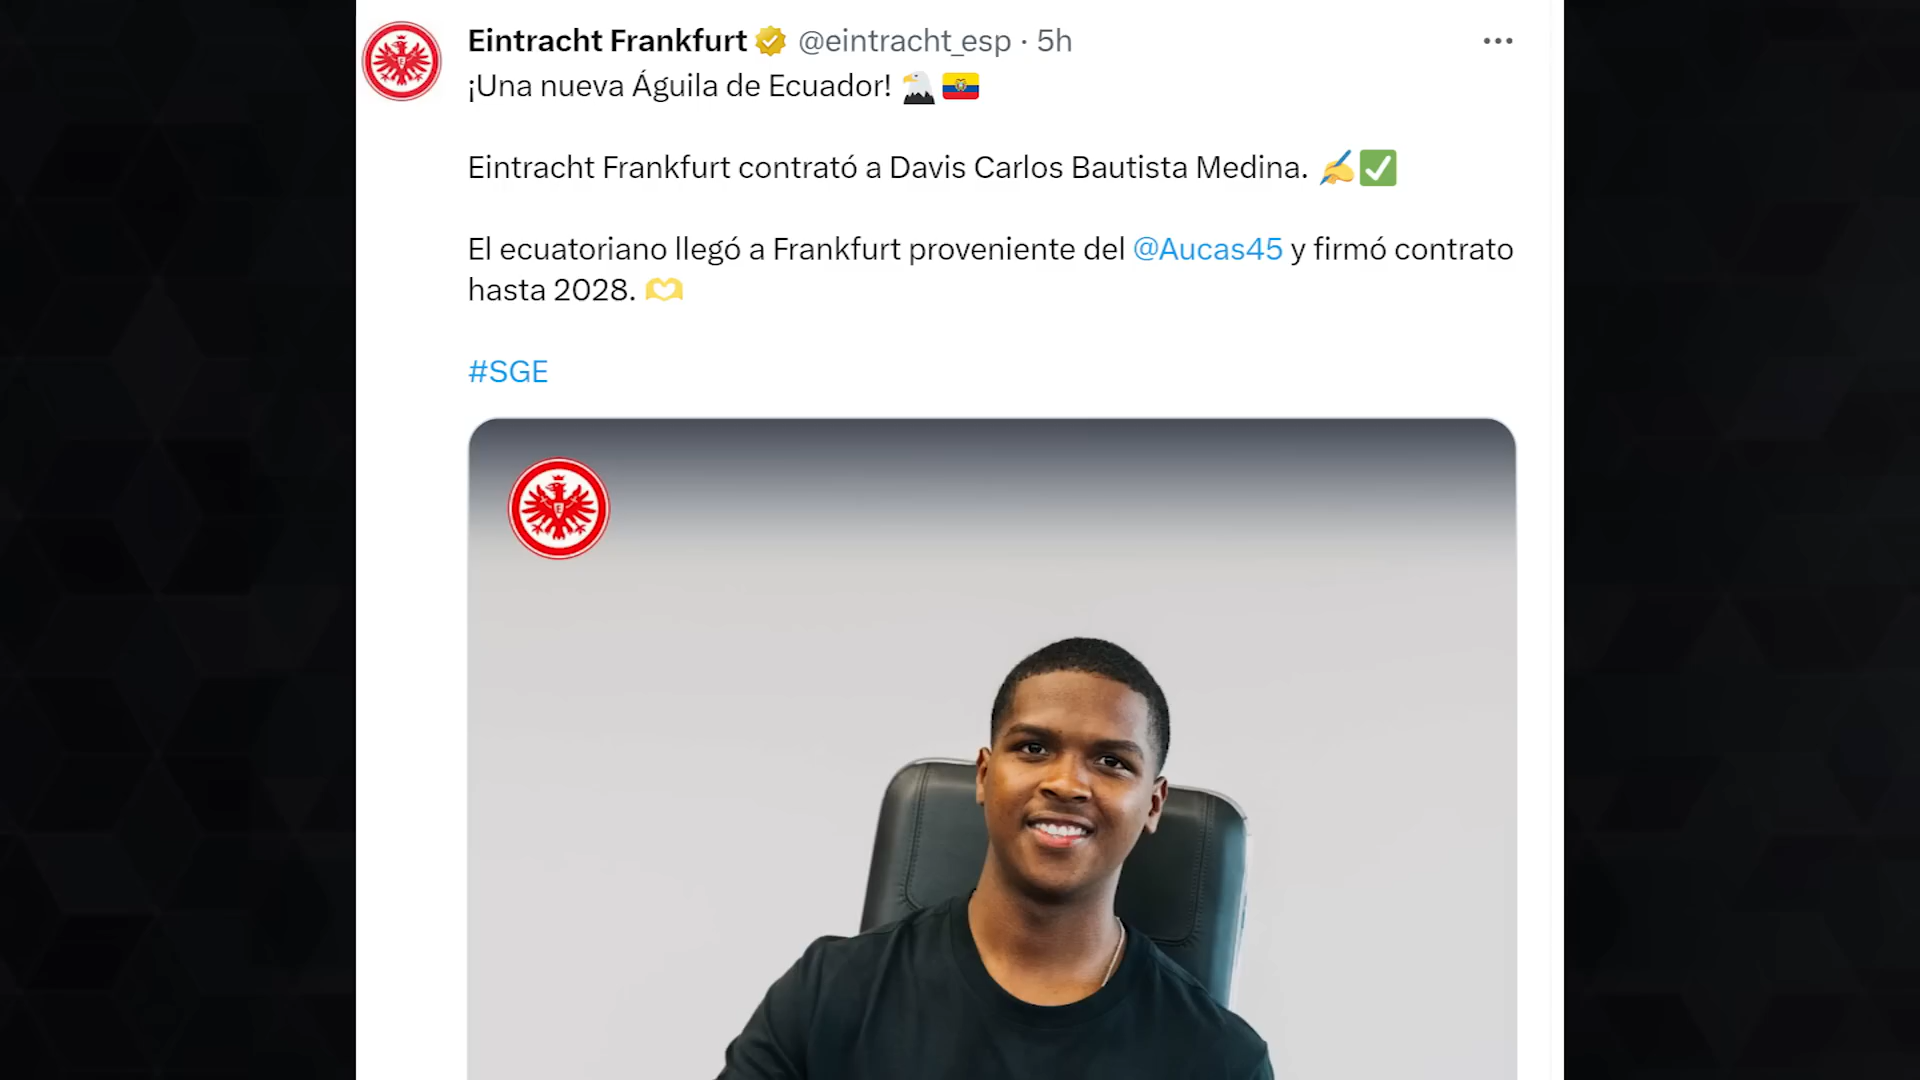 Eintracht Frankfurt @eintracht_esp · 5h
¡Una nueva Águila de Ecuador! 🦅🇪🇨
Eintracht Frankfurt contrató a Davis Carlos Bautista Medina. ✍️✅
El ecuatoriano llegó a Frankfurt proveniente del @Aucas45 y firmó contrato
hasta 2028. 🫶
#SGE